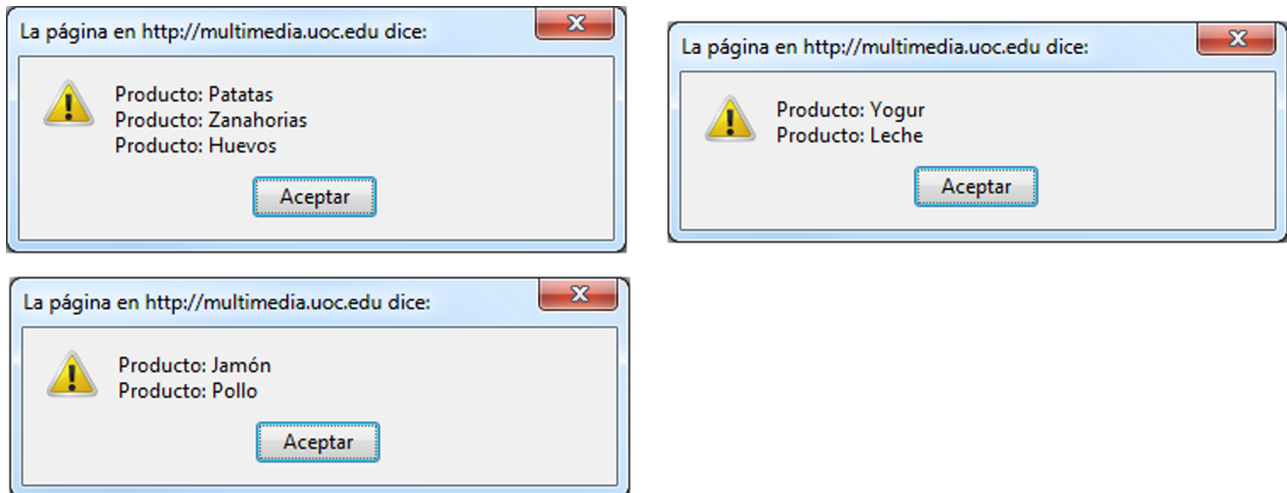 La página en http://multimedia.uoc.edu dice:
Producto: Patatas
Producto: Zanahorias
Producto: Huevos
Aceptar
La página en http://multimedia.uoc.edu dice:
Producto: Yogur
Producto: Leche
Aceptar
La página en http://multimedia.uoc.edu dice:
Producto: Jamón
Producto: Pollo
Aceptar